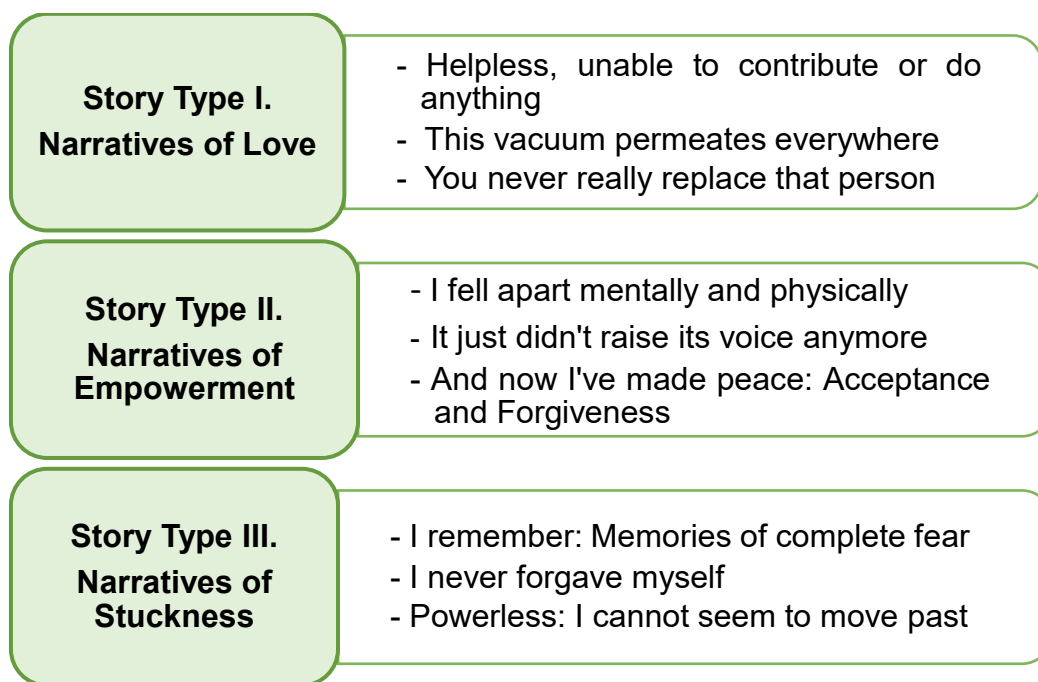 Story Type I.
Narratives of Love
- Helpless, unable to contribute or do
anything
- This vacuum permeates everywhere
- You never really replace that person
Story Type II.
Narratives of
Empowerment
- I fell apart mentally and physically
- It just didn't raise its voice anymore
- And now I've made peace: Acceptance
and Forgiveness
Story Type III.
Narratives of
Stuckness
- I remember: Memories of complete fear
- I never forgave myself
- Powerless: I cannot seem to move past